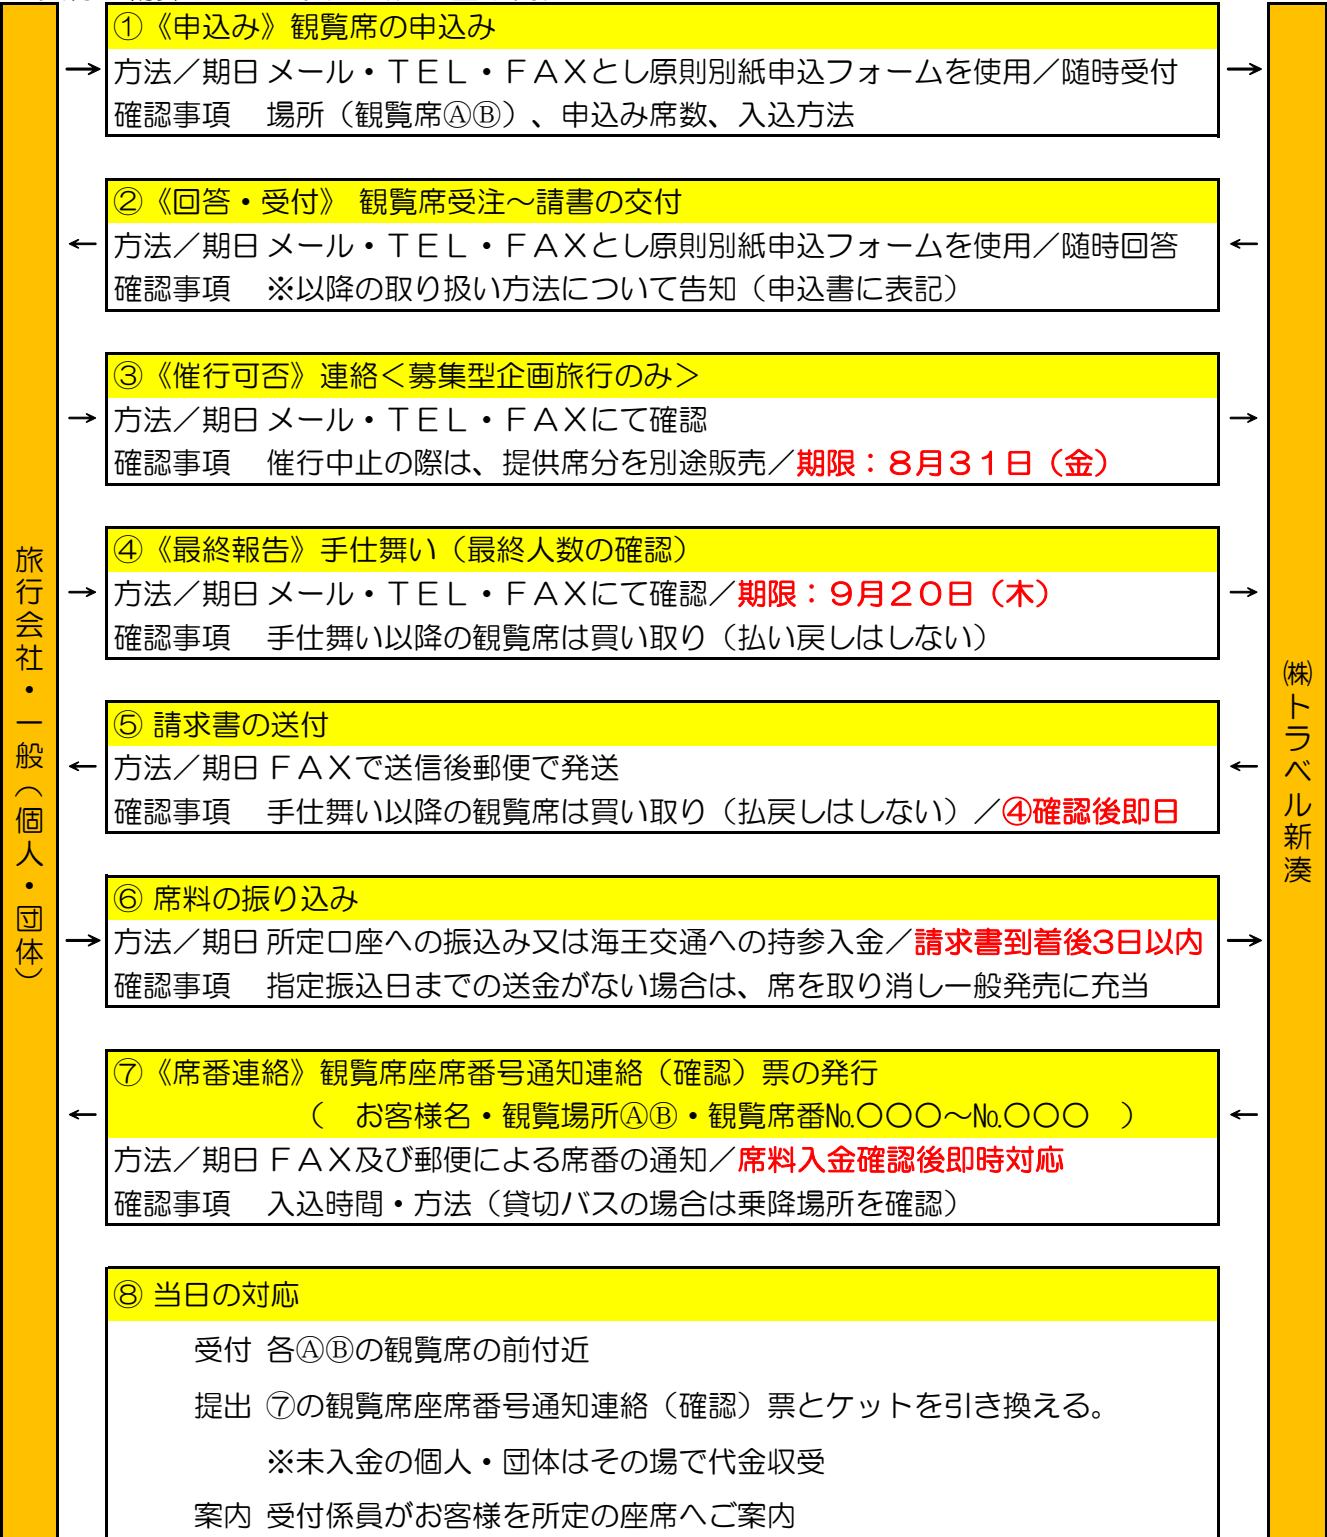 ①《申込み》観覧席の申込み
→ 方法／期日 メール・ＴＥＬ・ＦＡＸとし原則別紙申込フォームを使用／随時受付 →
確認事項　場所（観覧席ⒶⒷ）、申込み席数、入込方法
②《回答・受付》 観覧席受注～請書の交付
← 方法／期日 メール・ＴＥＬ・ＦＡＸとし原則別紙申込フォームを使用／随時回答 ←
確認事項　※以降の取り扱い方法について告知（申込書に表記）
③《催行可否》連絡＜募集型企画旅行のみ＞
→ 方法／期日 メール・ＴＥＬ・ＦＡＸにて確認 →
確認事項　催行中止の際は、提供席分を別途販売／期限：８月３１日（金）
④《最終報告》手仕舞い（最終人数の確認）
→ 方法／期日 メール・ＴＥＬ・ＦＡＸにて確認／期限：９月２０日（木） →
確認事項　手仕舞い以降の観覧席は買い取り（払い戻しはしない）
⑤ 請求書の送付
← 方法／期日 ＦＡＸで送信後郵便で発送 ←
確認事項　手仕舞い以降の観覧席は買い取り（払戻しはしない）／④確認後即日
⑥ 席料の振り込み
→ 方法／期日 所定口座への振込み又は海王交通への持参入金／請求書到着後3日以内 →
確認事項　指定振込日までの送金がない場合は、席を取り消し一般発売に充当
⑦《席番連絡》観覧席座席番号通知連絡（確認）票の発行
← （　お客様名・観覧場所ⒶⒷ・観覧席番№〇〇〇～№〇〇〇　） ←
方法／期日 ＦＡＸ及び郵便による席番の通知／席料入金確認後即時対応
確認事項　入込時間・方法（貸切バスの場合は乗降場所を確認）
⑧ 当日の対応
受付 各ⒶⒷの観覧席の前付近
提出 ⑦の観覧席座席番号通知連絡（確認）票とケットを引き換える。
※未入金の個人・団体はその場で代金収受
案内 受付係員がお客様を所定の座席へご案内
旅行会社・一般（個人・団体）
㈱トラベル新湊